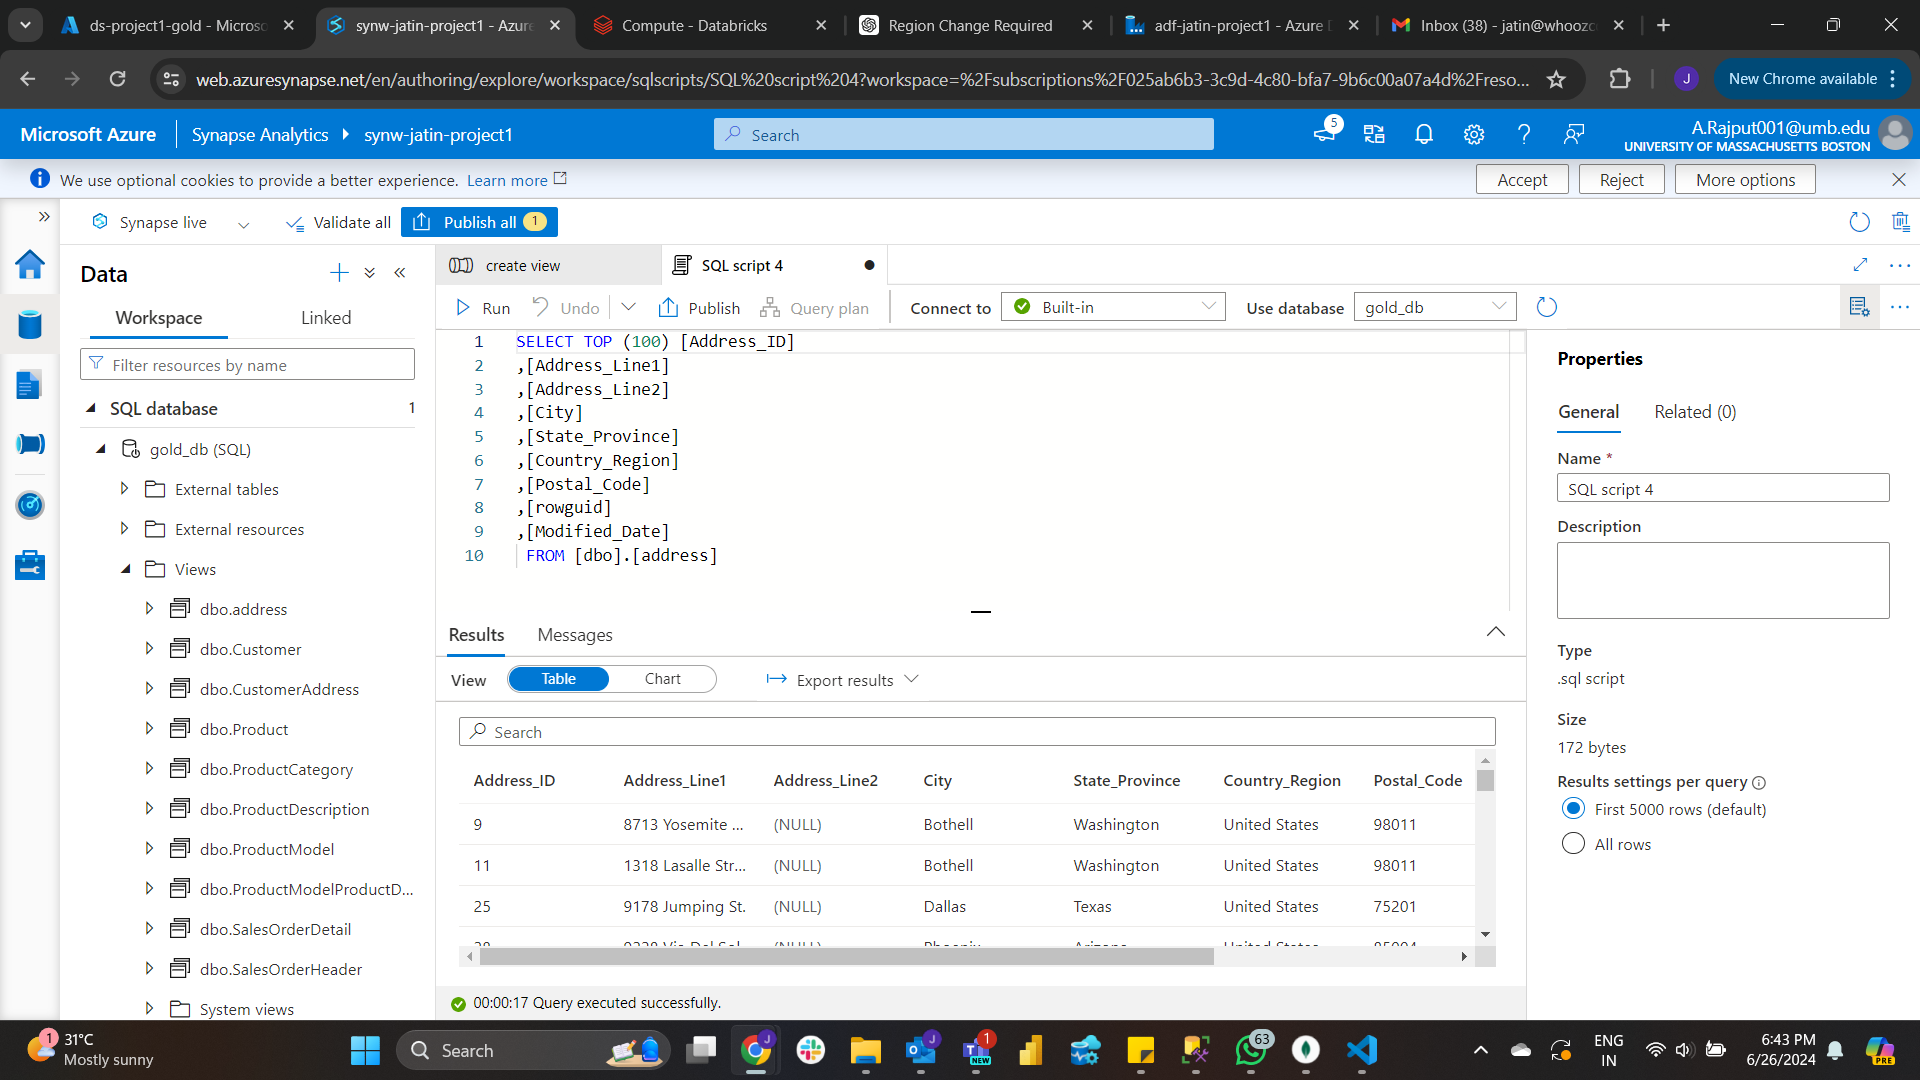 ds-project1-gold - Microso
synw-jatin-project1 - Azure
Compute - Databricks
Region Change Required
adf-jatin-project1 - Azure D
Inbox (38) - jatin@whoozc
web.azuresynapse.net/en/authoring/explore/workspace/sqlscripts/SQL%20script%204?workspace=%2Fsubscriptions%2F025ab6b3-3c9d-4c80-bfa7-9b6c00a07a4d%2Freso...
J
New Chrome available
Microsoft Azure
Synapse Analytics
synw-jatin-project1
Search
5
A.Rajput001@umb.edu
UNIVERSITY OF MASSACHUSETTS BOSTON
We use optional cookies to provide a better experience. Learn more
Accept
Reject
More options
Synapse live
Validate all
Publish all 1
Data
Workspace
Linked
Filter resources by name
SQL database 1
gold_db (SQL)
External tables
External resources
Views
dbo.address
dbo.Customer
dbo.CustomerAddress
dbo.Product
dbo.ProductCategory
dbo.ProductDescription
dbo.ProductModel
dbo.ProductModelProductD...
dbo.SalesOrderDetail
dbo.SalesOrderHeader
System views
create view
SQL script 4
Run
Undo
Publish
Query plan
Connect to
Built-in
Use database
gold_db
1 SELECT TOP (100) [Address_ID]
2 ,[Address_Line1]
3 ,[Address_Line2]
4 ,[City]
5 ,[State_Province]
6 ,[Country_Region]
7 ,[Postal_Code]
8 ,[rowguid]
9 ,[Modified_Date]
10 FROM [dbo].[address]
Results
Messages
View
Table
Chart
Export results
Search
Address_ID Address_Line1 Address_Line2 City State_Province Country_Region Postal_Code
9 8713 Yosemite ... (NULL) Bothell Washington United States 98011
11 1318 Lasalle Str... (NULL) Bothell Washington United States 98011
25 9178 Jumping St. (NULL) Dallas Texas United States 75201
00:00:17 Query executed successfully.
Properties
General
Related (0)
Name *
SQL script 4
Description
Type
.sql script
Size
172 bytes
Results settings per query
First 5000 rows (default)
All rows
1
31°C
Mostly sunny
Search
J
J
1
NEW
63
ENG
IN
6:43 PM
6/26/2024
PRE